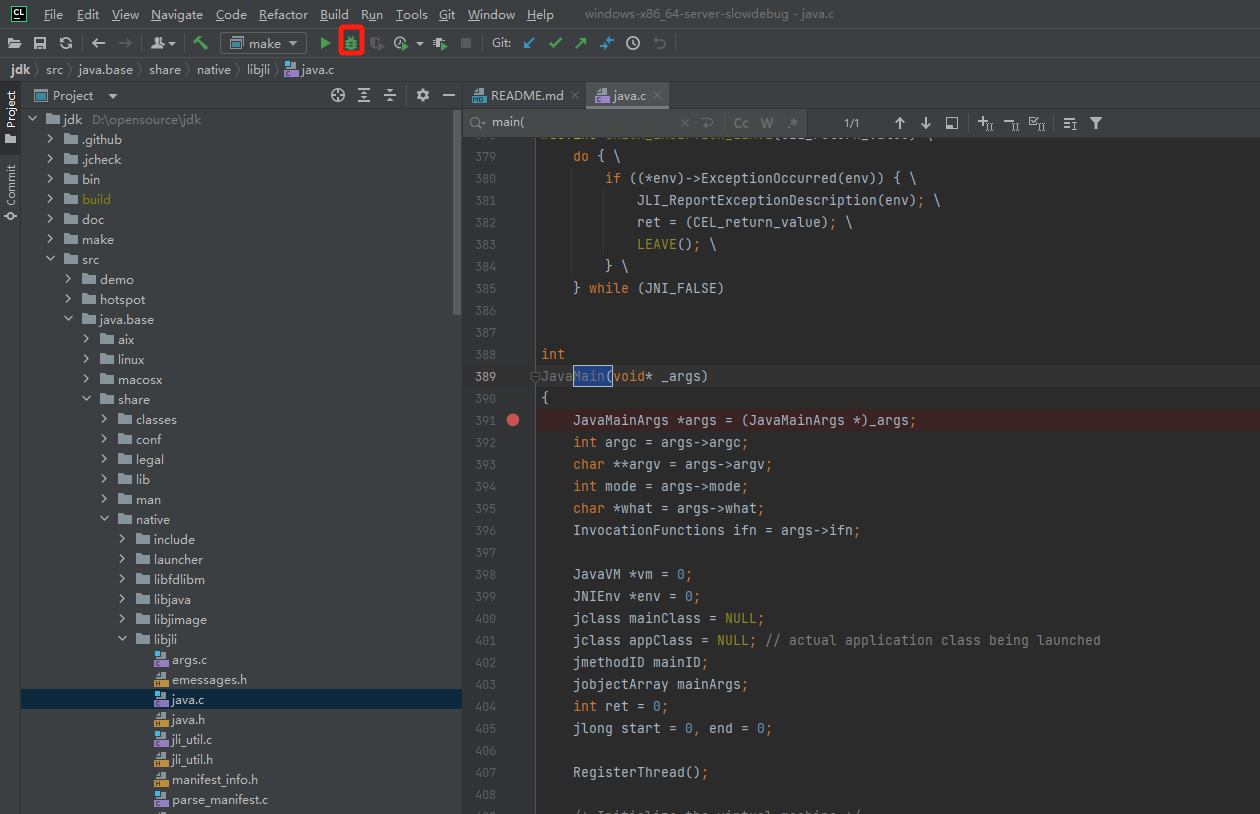 CL File Edit View Navigate Code Refactor Build Run Tools Git Window Help windows-x86_64-server-slowdebug - java.c
make Git:
jdk src java.base share native libjli java.c
Project
Commit
Project
jdk D:\opensource\jdk
.github
.jcheck
bin
build
doc
make
src
demo
hotspot
java.base
aix
linux
macosx
share
classes
conf
legal
lib
man
native
include
launcher
libfdlibm
libjava
libjimage
libjli
args.c
emessages.h
java.c
java.h
jli_util.c
jli_util.h
manifest_info.h
parse_manifest.c
README.md java.c
main( Cc W .* 1/1
379 do { \
380 if ((*env)->ExceptionOccurred(env)) { \
381 JLI_ReportExceptionDescription(env); \
382 ret = (CEL_return_value); \
383 LEAVE(); \
384 } \
385 } while (JNI_FALSE)
386
387
388 int
389 JavaMain(void* _args)
390 {
391 JavaMainArgs *args = (JavaMainArgs *)_args;
392 int argc = args->argc;
393 char **argv = args->argv;
394 int mode = args->mode;
395 char *what = args->what;
396 InvocationFunctions ifn = args->ifn;
397
398 JavaVM *vm = 0;
399 JNIEnv *env = 0;
400 jclass mainClass = NULL;
401 jclass appClass = NULL; // actual application class being launched
402 jmethodID mainID;
403 jobjectArray mainArgs;
404 int ret = 0;
405 jlong start = 0, end = 0;
406
407 RegisterThread();
408